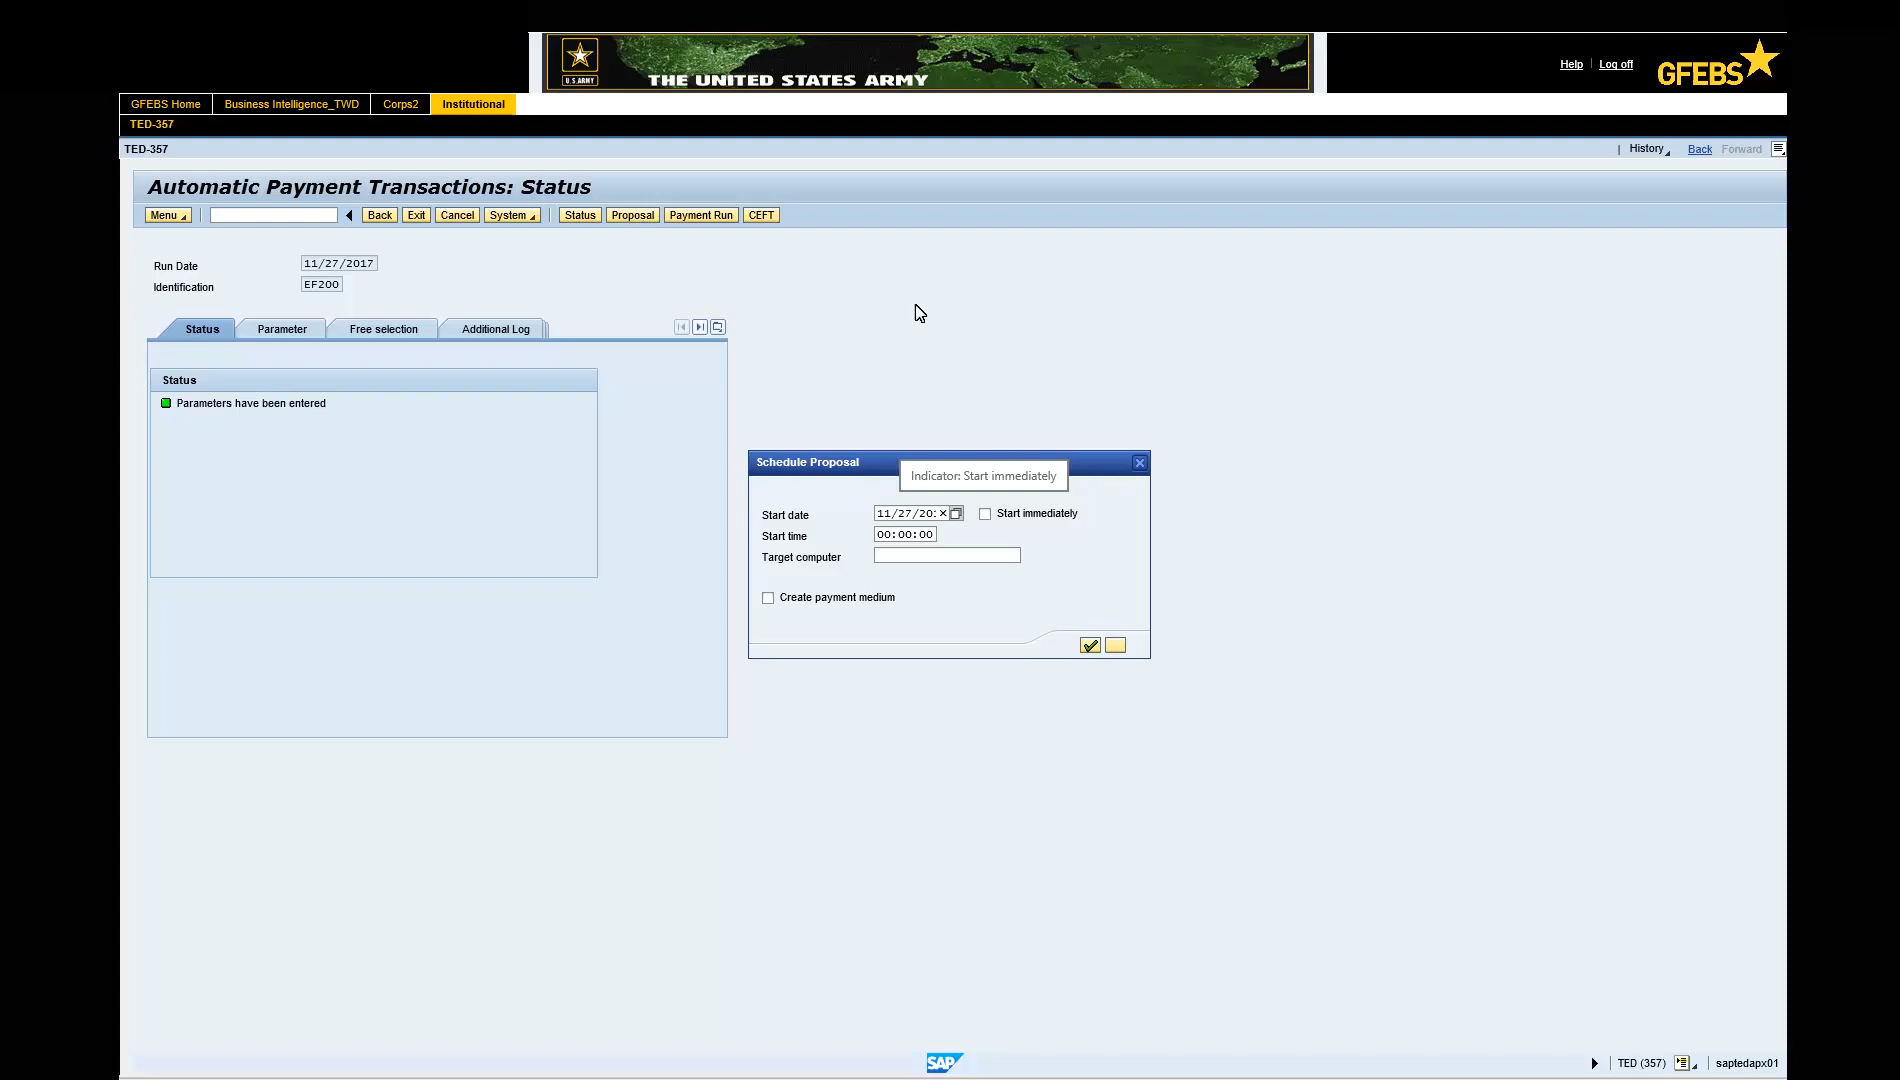 THE UNITED STATES ARMY
U.S.ARMY
Help | Log off
GFEBS
GFEBS Home Business Intelligence_TWD Corps2 Institutional
TED-357
TED-357
| History Back Forward
Automatic Payment Transactions: Status
Menu Back Exit Cancel System Status Proposal Payment Run CEFT
Run Date 11/27/2017
Identification EF200
Status Parameter Free selection Additional Log
Status
Parameters have been entered
Schedule Proposal
Indicator: Start immediately
Start date 11/27/20: Start immediately
Start time 00:00:00
Target computer
Create payment medium
SAP
TED (357) saptedapx01